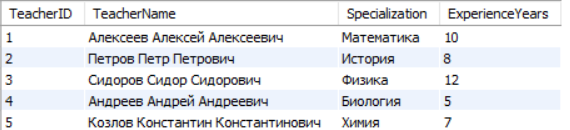 TeacherID TeacherName Specialization ExperienceYears
1 Алексеев Алексей Алексеевич Математика 10
2 Петров Петр Петрович История 8
3 Сидоров Сидор Сидорович Физика 12
4 Андреев Андрей Андреевич Биология 5
5 Козлов Константин Константинович Химия 7